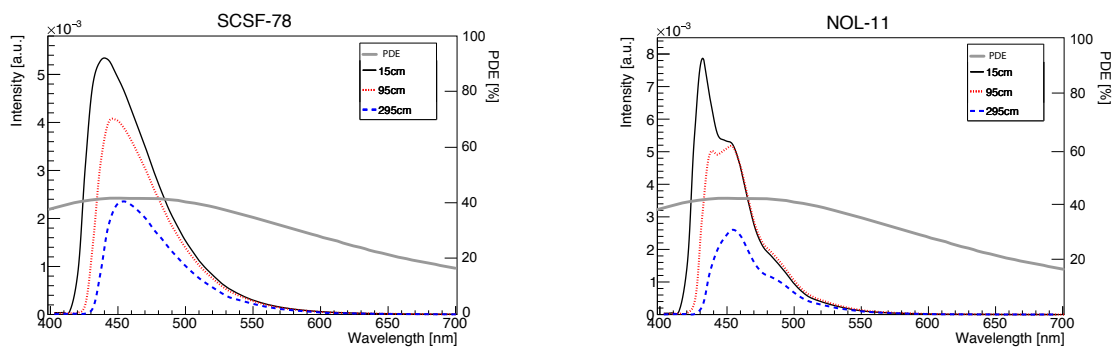 SCSF-78
×10⁻³
Intensity [a.u.]
5
4
3
2
1
0
400 450 500 550 600 650 700
Wavelength [nm]
100
80
60
40
20
0
PDE [%]
PDE
15cm
95cm
295cm
NOL-11
×10⁻³
Intensity [a.u.]
8
7
6
5
4
3
2
1
0
400 450 500 550 600 650 700
Wavelength [nm]
100
80
60
40
20
0
PDE [%]
PDE
15cm
95cm
295cm